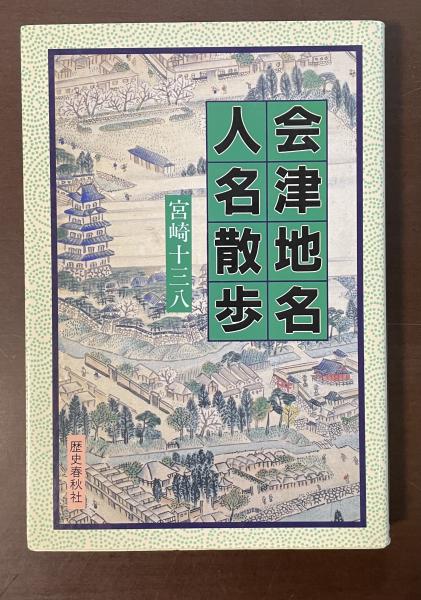 会津地名
人名散歩
宮崎十三八
歴史春秋社